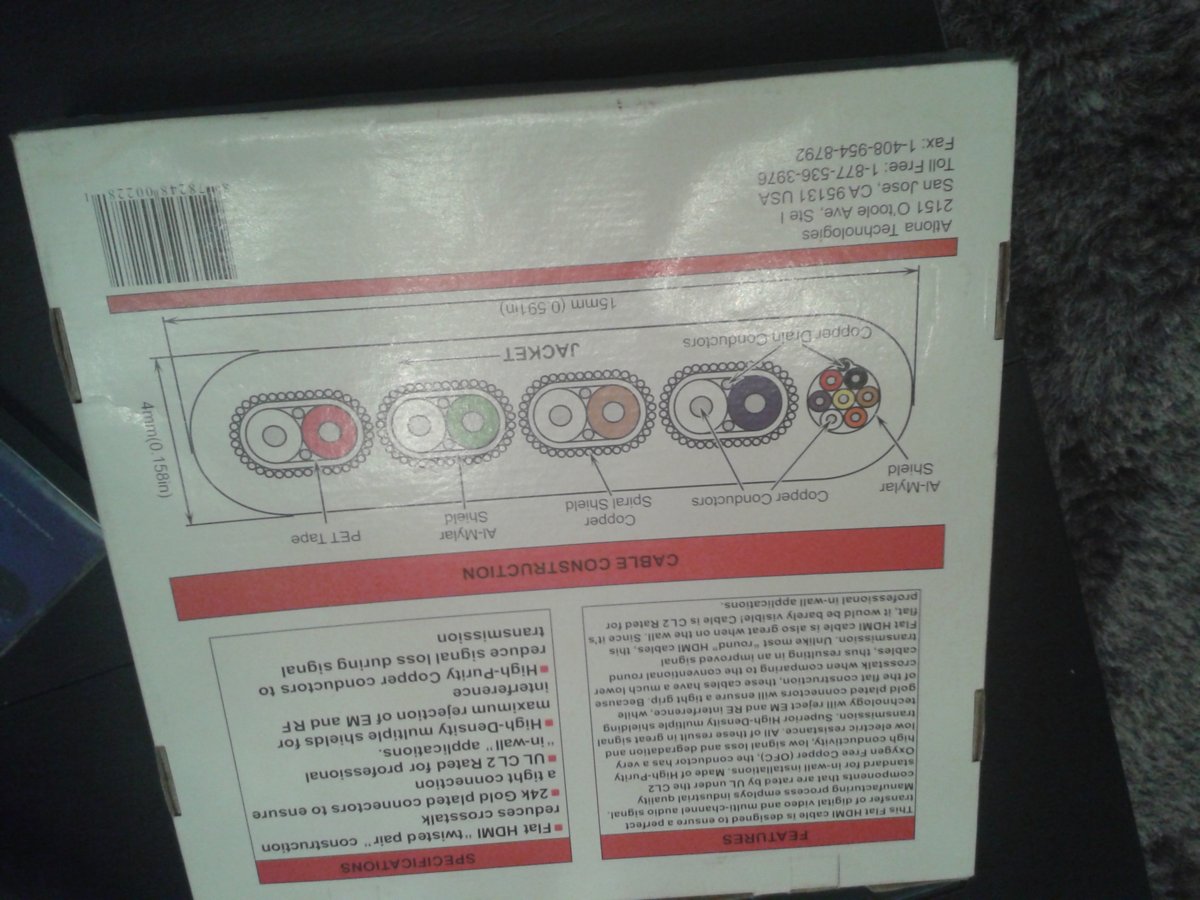 FEATURES
This Flat HDMI cable is designed to ensure a perfect
transfer of digital video and multi-channel audio signal.
Manufacturing process employs industrial quality
components that are rated by UL under the CL2
standard for in-wall installations. Made of High-Purity
Oxygen Free Copper (OFC), the conductor has a very
high conductivity, low signal loss and degradation and
low electric resistance. All of these result in great signal
transmission. Superior High-Density multiple shielding
technology will reject EM and RE interference, while
gold plated connectors will ensure a tight grip. Because
of the flat construction, these cables have a much lower
crosstalk when comparing to the conventional round
cables, thus resulting in an improved signal
transmission. Unlike most "round" HDMI cables, this
Flat HDMI cable is also great when on the wall. Since it's
flat, it would be barely visible! Cable is CL2 Rated for
professional in-wall applications.
SPECIFICATIONS
Flat HDMI "twisted pair" construction
reduces crosstalk
24k Gold plated connectors to ensure
a tight connection
UL CL2 Rated for professional
"in-wall" applications.
High-Density multiple shields for
maximum rejection of EM and RF
interference
High-Purity Copper conductors to
reduce signal loss during signal
transmission
CABLE CONSTRUCTION
Al-Mylar
Shield
Copper Conductors
Copper
Spiral Shield
Al-Mylar
Shield
PET Tape
4mm(0.158in)
Copper Drain Conductors
JACKET
15mm (0.591in)
Atlona Technologies
2151 O'toole Ave, Ste I
San Jose, CA 95131 USA
Toll Free: 1-877-536-3976
Fax: 1-408-954-8792
8 78248 00228 1